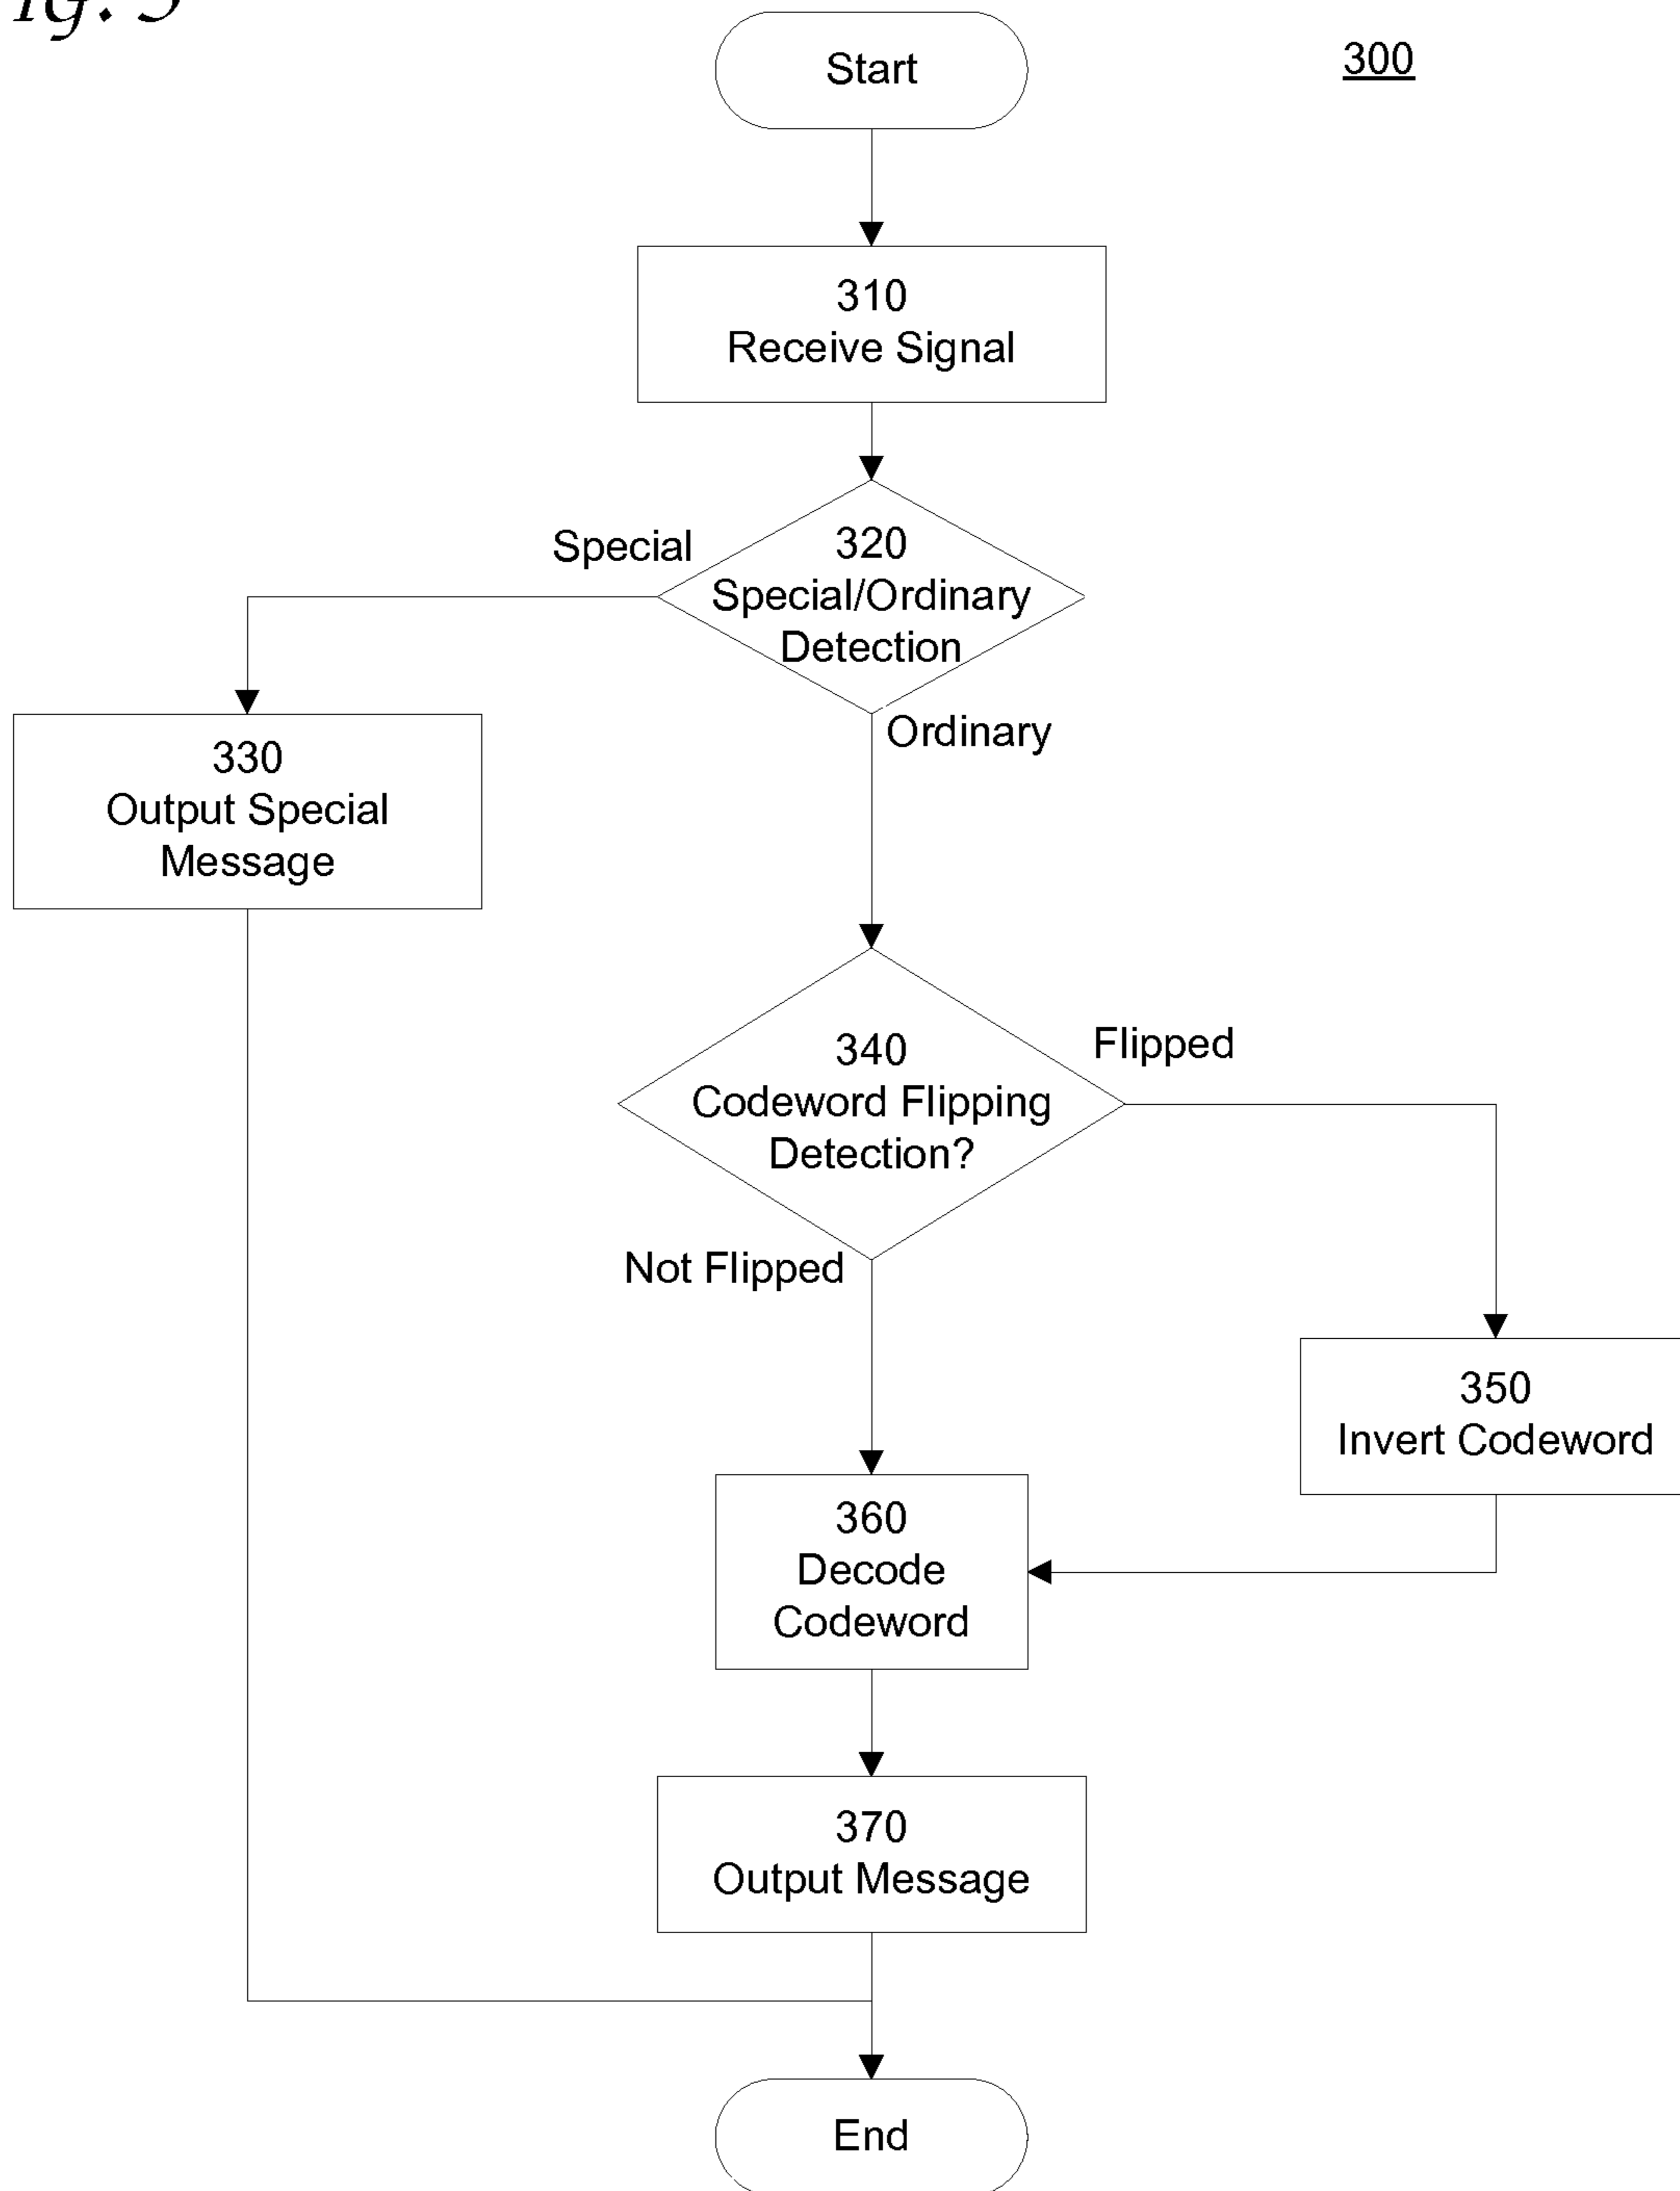 300
Start
310
Receive Signal
Special
320
Special/Ordinary
Detection
Ordinary
330
Output Special
Message
340
Codeword Flipping
Detection?
Flipped
Not Flipped
350
Invert Codeword
360
Decode
Codeword
370
Output Message
End